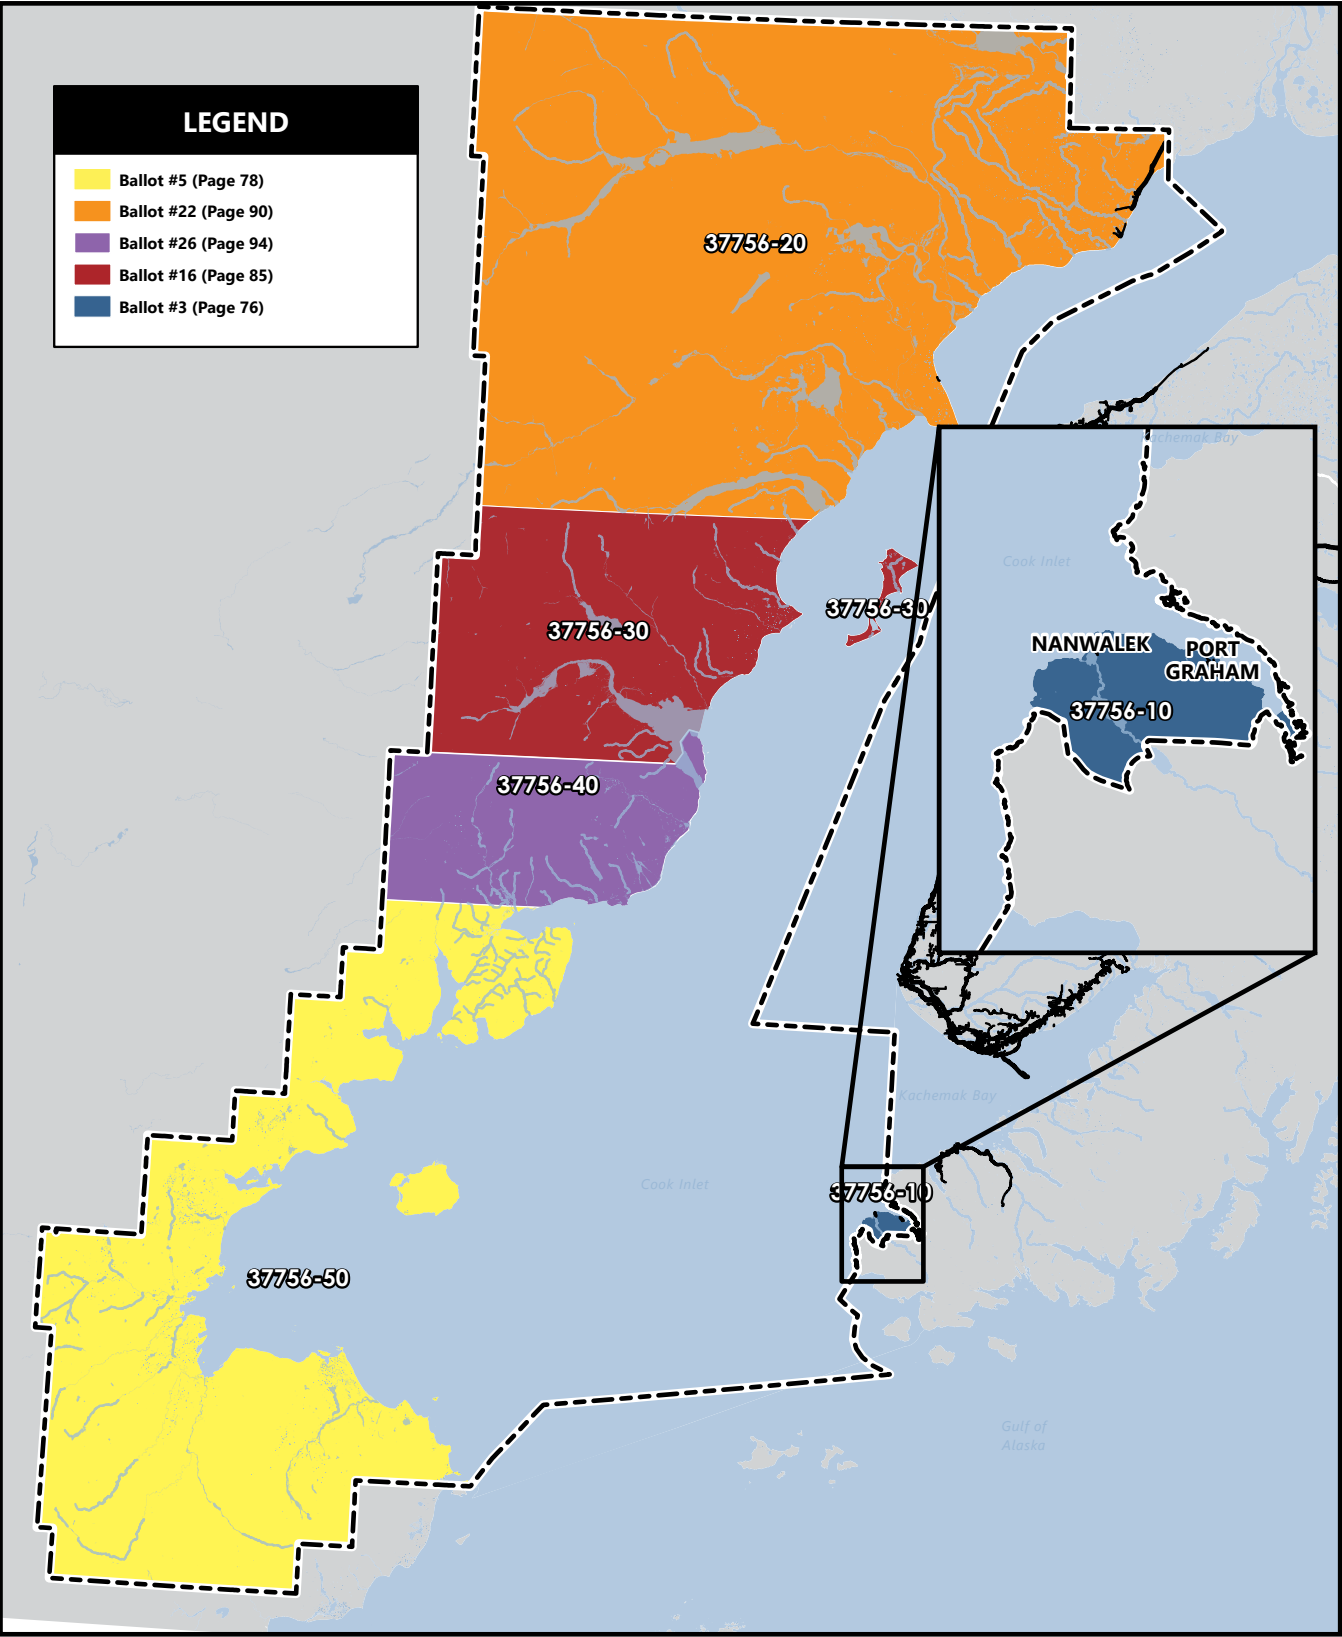 LEGEND
Ballot #5 (Page 78)
Ballot #22 (Page 90)
Ballot #26 (Page 94)
Ballot #16 (Page 85)
Ballot #3 (Page 76)
37756-20
Kachemak Bay
Cook Inlet
37756-30
37756-30
NANWALEK
PORT
GRAHAM
37756-10
37756-40
Kachemak Bay
Cook Inlet
37756-10
37756-50
Gulf of
Alaska